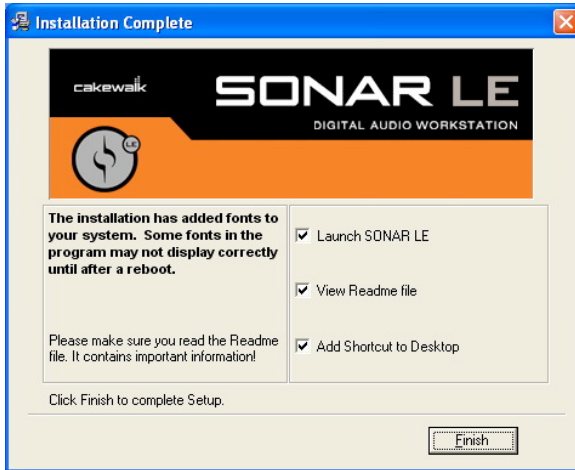 Installation Complete
cakewalk
SONAR LE
DIGITAL AUDIO WORKSTATION
LE
The installation has added fonts to
your system. Some fonts in the
program may not display correctly
until after a reboot.
Please make sure you read the Readme
file. It contains important information!
Launch SONAR LE
View Readme file
Add Shortcut to Desktop
Click Finish to complete Setup.
Finish